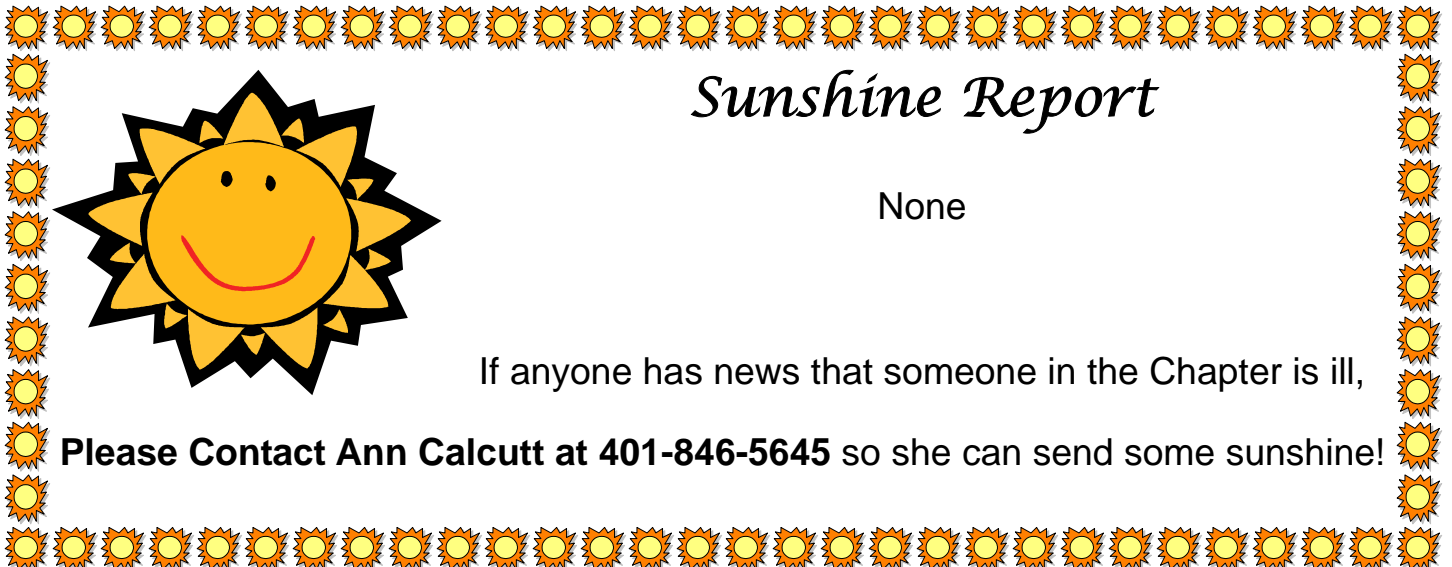 Sunshine Report
None
If anyone has news that someone in the Chapter is ill,
Please Contact Ann Calcutt at 401-846-5645 so she can send some sunshine!